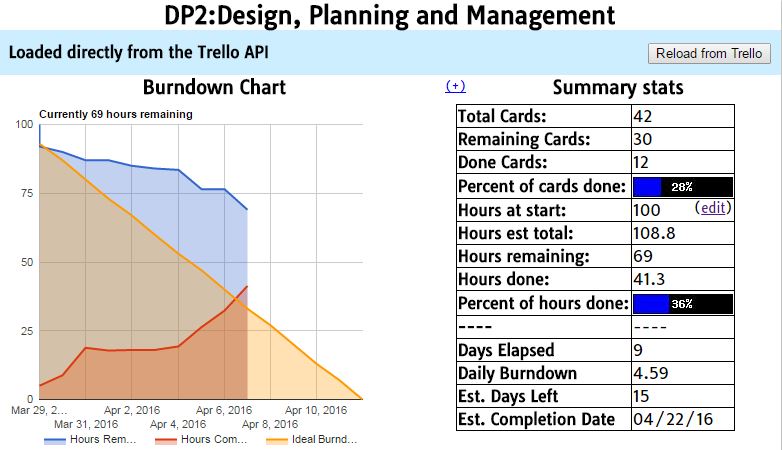 DP2:Design, Planning and Management
Loaded directly from the Trello API
Reload from Trello
Burndown Chart
Currently 69 hours remaining
100
75
50
25
0
Mar 29, 2...
Mar 31, 2016
Apr 2, 2016
Apr 4, 2016
Apr 6, 2016
Apr 8, 2016
Apr 10, 2016
Hours Rem...
Hours Com...
Ideal Burnd...
(+)
Summary stats
Total Cards: 42
Remaining Cards: 30
Done Cards: 12
Percent of cards done: 28%
Hours at start: 100 (edit)
Hours est total: 108.8
Hours remaining: 69
Hours done: 41.3
Percent of hours done: 36%
---- ----
Days Elapsed 9
Daily Burndown 4.59
Est. Days Left 15
Est. Completion Date 04/22/16